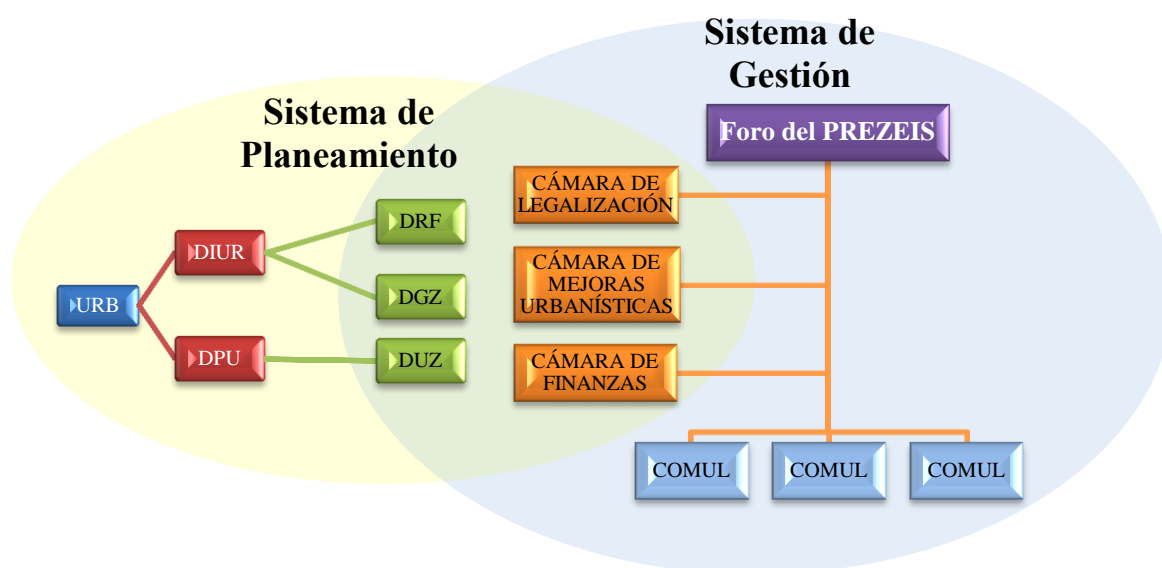 Sistema de
Gestión
Sistema de
Planeamiento
Foro del PREZEIS
CÁMARA DE
LEGALIZACIÓN
DRF
DIUR
CÁMARA DE
MEJORAS
URBANÍSTICAS
DGZ
URB
DPU
DUZ
CÁMARA DE
FINANZAS
COMUL
COMUL
COMUL